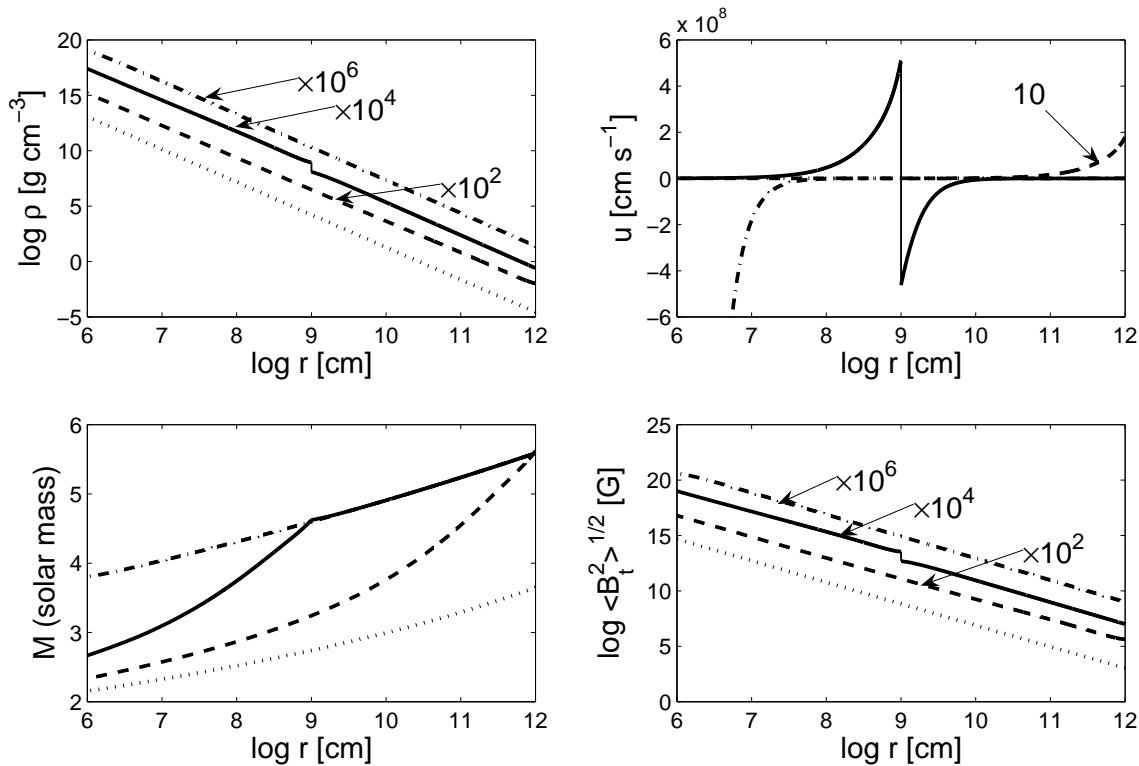 20
15
10
5
0
−5
log ρ [g cm−3]
×10^6
×10^4
×10^2
6 7 8 9 10 11 12
log r [cm]
x 10^8
6
4
2
0
−2
−4
−6
u [cm s−1]
10
6 7 8 9 10 11 12
log r [cm]
6
5
4
3
2
M (solar mass)
6 7 8 9 10 11 12
log r [cm]
25
20
15
10
5
0
log <B_t^2>^1/2 [G]
×10^6
×10^4
×10^2
6 7 8 9 10 11 12
log r [cm]